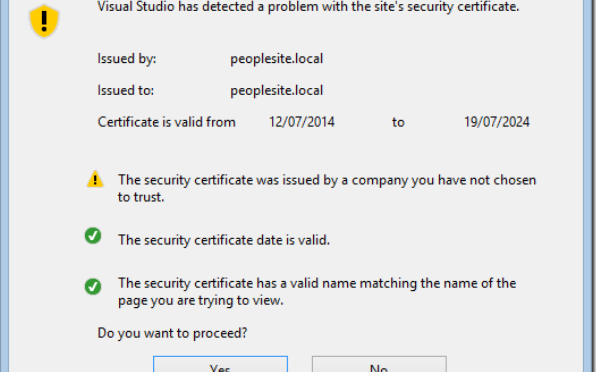 Visual Studio has detected a problem with the site's security certificate.
Issued by: peoplesite.local
Issued to: peoplesite.local
Certificate is valid from 12/07/2014 to 19/07/2024
The security certificate was issued by a company you have not chosen
to trust.
The security certificate date is valid.
The security certificate has a valid name matching the name of the
page you are trying to view.
Do you want to proceed?
Yes No